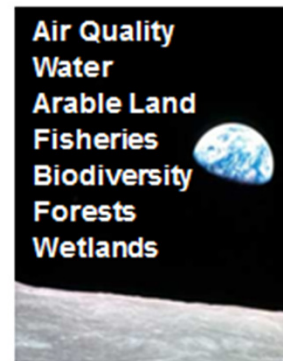 Air Quality
Water
Arable Land
Fisheries
Biodiversity
Forests
Wetlands